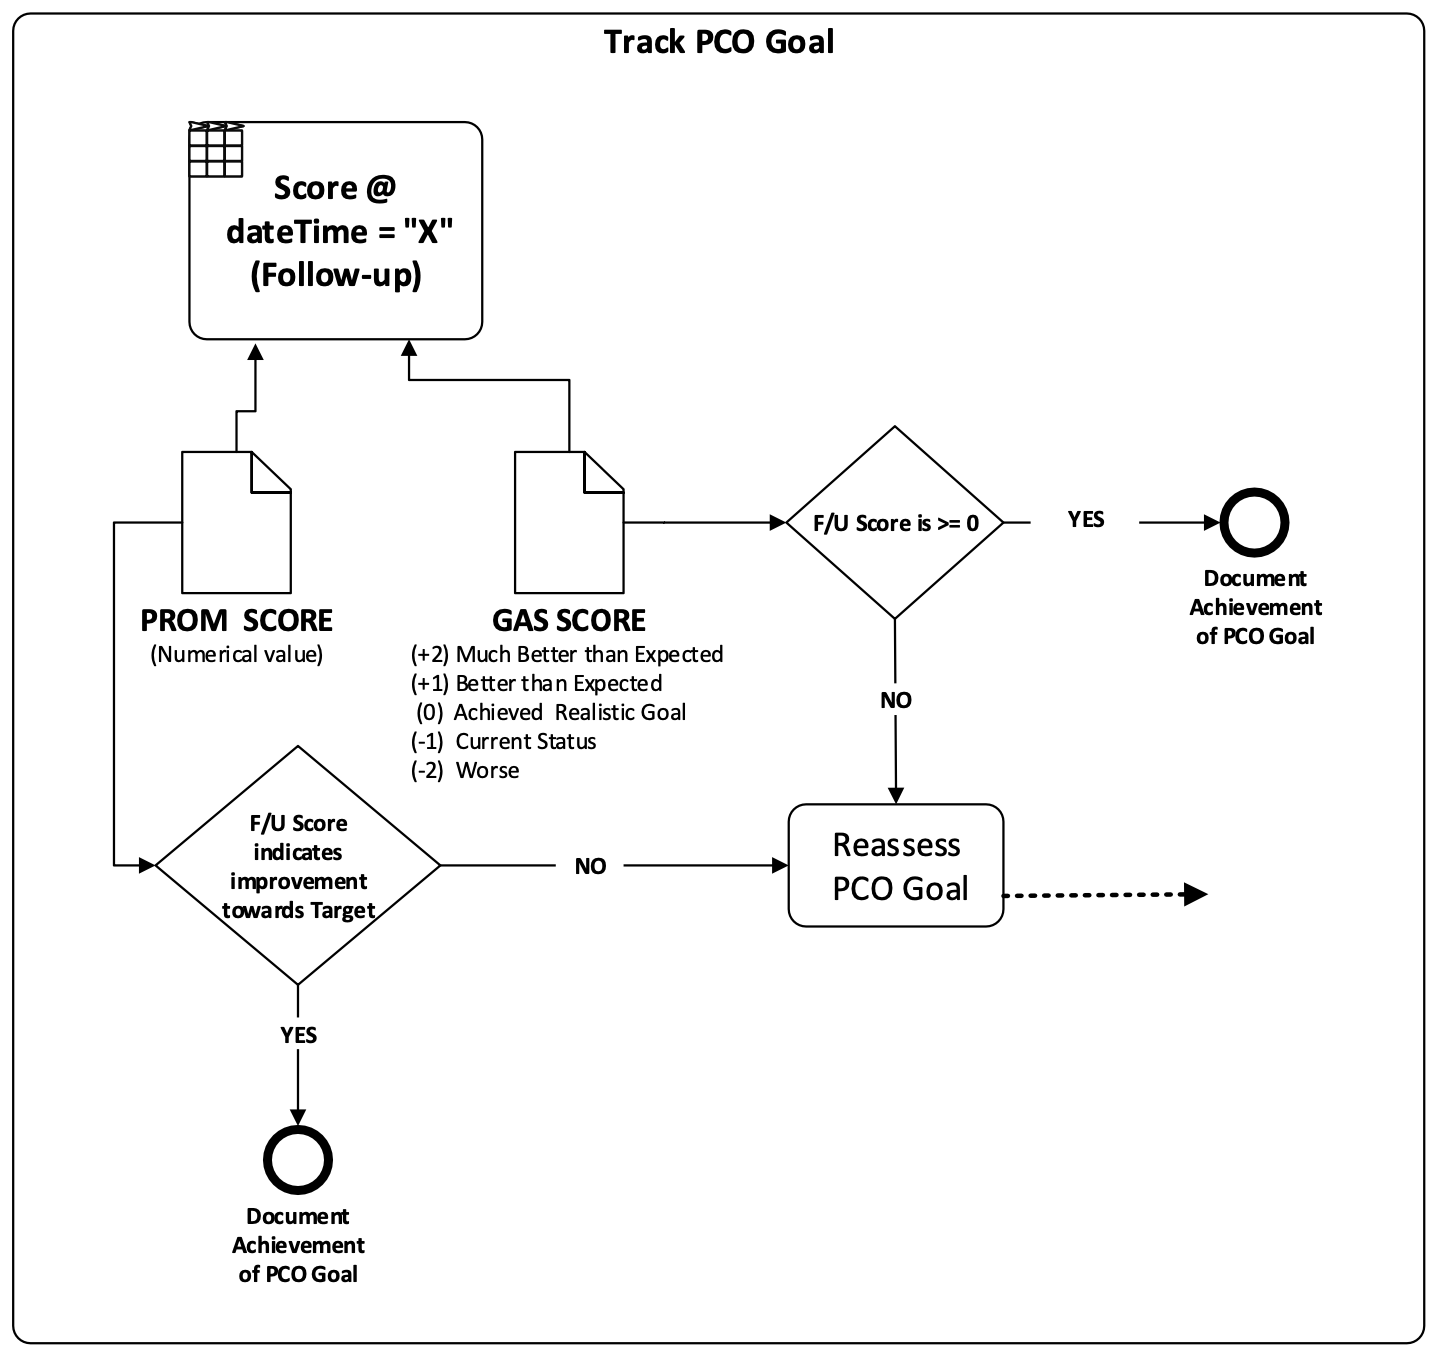 Track PCO Goal
Score @
dateTime = "X"
(Follow-up)
F/U Score is >= 0
YES
Document
Achievement
of PCO Goal
PROM SCORE
(Numerical value)
GAS SCORE
(+2) Much Better than Expected
(+1) Better than Expected
(0) Achieved Realistic Goal
(-1) Current Status
(-2) Worse
NO
F/U Score
indicates
improvement
towards Target
NO
Reassess
PCO Goal
YES
Document
Achievement
of PCO Goal